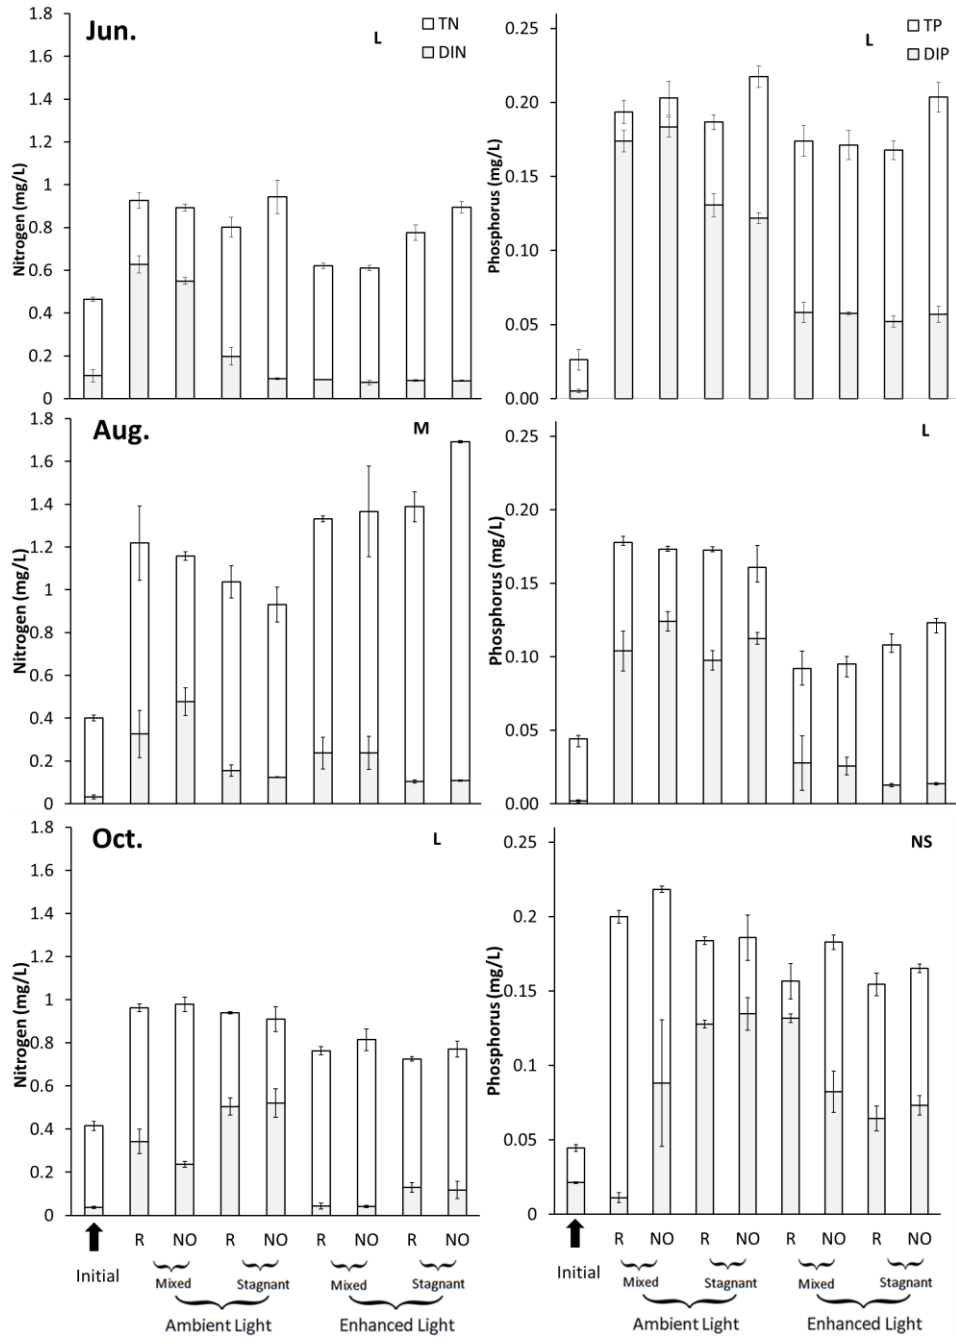 Jun.
L
TN
DIN
Nitrogen (mg/L)
1.8
1.6
1.4
1.2
1
0.8
0.6
0.4
0.2
0
L
TP
DIP
Phosphorus (mg/L)
0.25
0.20
0.15
0.10
0.05
0.00
Aug.
M
Nitrogen (mg/L)
1.8
1.6
1.4
1.2
1
0.8
0.6
0.4
0.2
0
L
Phosphorus (mg/L)
0.25
0.20
0.15
0.10
0.05
0.00
Oct.
L
Nitrogen (mg/L)
1.8
1.6
1.4
1.2
1
0.8
0.6
0.4
0.2
0
NS
Phosphorus (mg/L)
0.25
0.2
0.15
0.1
0.05
0
R NO R NO R NO R NO
Initial
Mixed Stagnant Mixed Stagnant
Ambient Light Enhanced Light
R NO R NO R NO R NO
Initial
Mixed Stagnant Mixed Stagnant
Ambient Light Enhanced Light